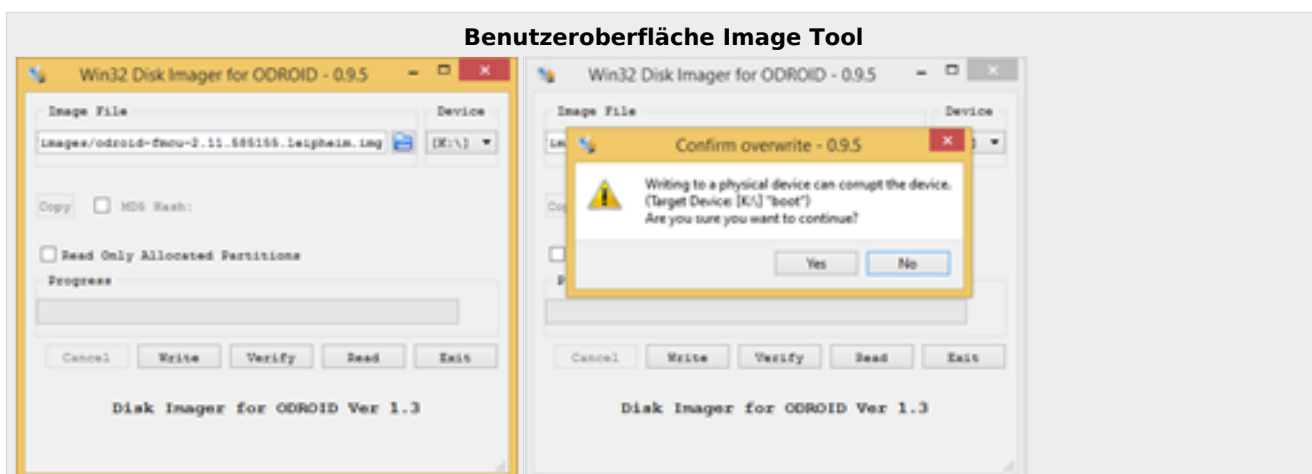 Benutzeroberfläche Image Tool
Win32 Disk Imager for ODROID - 0.9.5
Image File
Device
images/odroid-fmcu-2.11.585155.leipheim.img
[K:\]
Copy
MD5 Hash:
Read Only Allocated Partitions
Progress
Cancel Write Verify Read Exit
Disk Imager for ODROID Ver 1.3
Win32 Disk Imager for ODROID - 0.9.5
Image File
Device
Confirm overwrite - 0.9.5
Writing to a physical device can corrupt the device.
(Target Device: [K:\] "boot")
Are you sure you want to continue?
Yes No
Cancel Write Verify Read Exit
Disk Imager for ODROID Ver 1.3